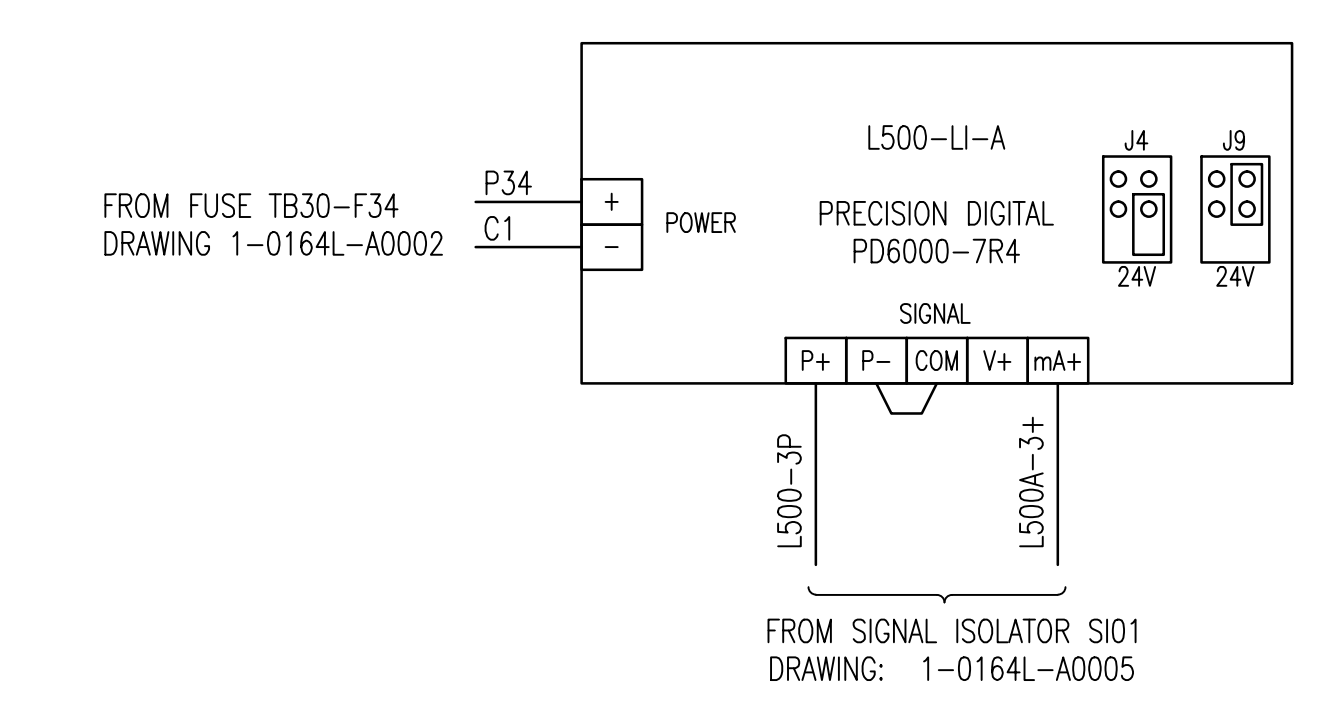 L500-LI-A
J4
J9
P34
FROM FUSE TB30-F34
+
C1
DRAWING 1-0164L-A0002
-
POWER
PRECISION DIGITAL
PD6000-7R4
24V
24V
SIGNAL
P+
P-
COM
V+
mA+
L500-3P
L500A-3+
FROM SIGNAL ISOLATOR SI01
DRAWING: 1-0164L-A0005